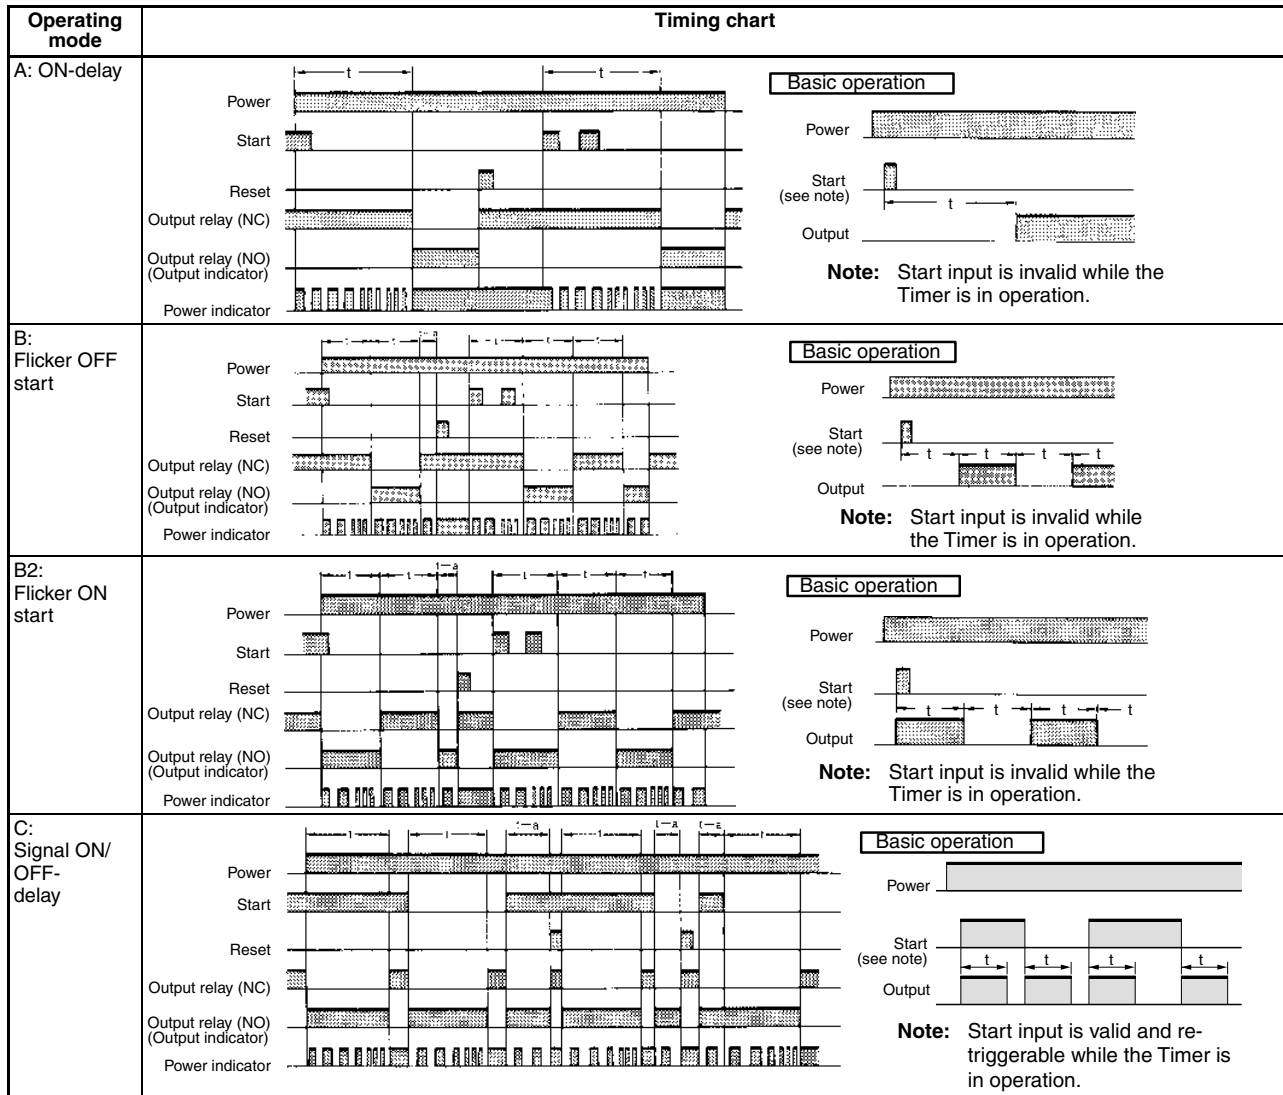 Operating
mode
Timing chart
A: ON-delay
t
t
Power
Start
Reset
Output relay (NC)
Output relay (NO)
(Output indicator)
Power indicator
Basic operation
Power
Start
(see note)
t
Output
Note: Start input is invalid while the
Timer is in operation.
B:
Flicker OFF
start
Power
Start
Reset
Output relay (NC)
Output relay (NO)
(Output indicator)
Power indicator
Basic operation
Power
Start
(see note)
t t t t
Output
Note: Start input is invalid while
the Timer is in operation.
B2:
Flicker ON
start
t t t-a t t t
Power
Start
Reset
Output relay (NC)
Output relay (NO)
(Output indicator)
Power indicator
Basic operation
Power
Start
(see note)
t t t t
Output
Note: Start input is invalid while the
Timer is in operation.
C:
Signal ON/
OFF-
delay
t t t-a t t-a t-a t
Power
Start
Reset
Output relay (NC)
Output relay (NO)
(Output indicator)
Power indicator
Basic operation
Power
Start
(see note)
t t t t
Output
Note: Start input is valid and re-
triggerable while the Timer is
in operation.